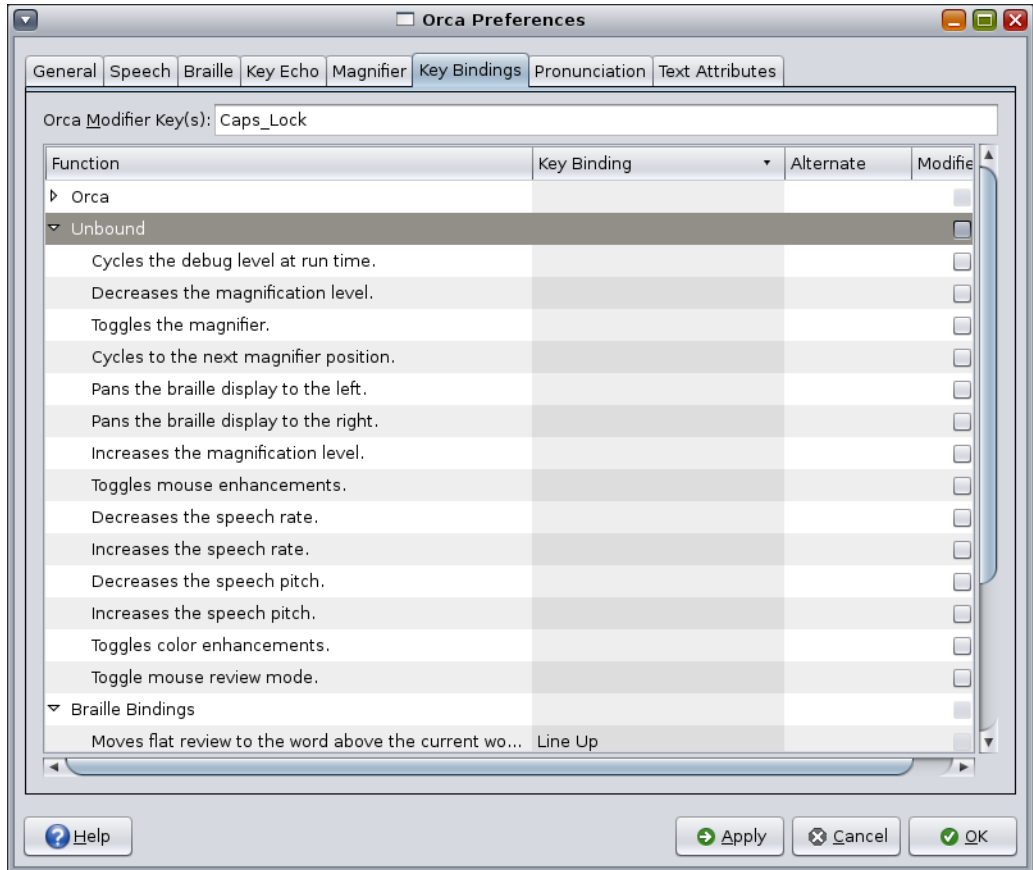 Orca Preferences
General Speech Braille Key Echo Magnifier Key Bindings Pronunciation Text Attributes
Orca Modifier Key(s): Caps_Lock
Function Key Binding Alternate Modifie
Orca
Unbound
Cycles the debug level at run time.
Decreases the magnification level.
Toggles the magnifier.
Cycles to the next magnifier position.
Pans the braille display to the left.
Pans the braille display to the right.
Increases the magnification level.
Toggles mouse enhancements.
Decreases the speech rate.
Increases the speech rate.
Decreases the speech pitch.
Increases the speech pitch.
Toggles color enhancements.
Toggle mouse review mode.
Braille Bindings
Moves flat review to the word above the current wo... Line Up
Help Apply Cancel OK